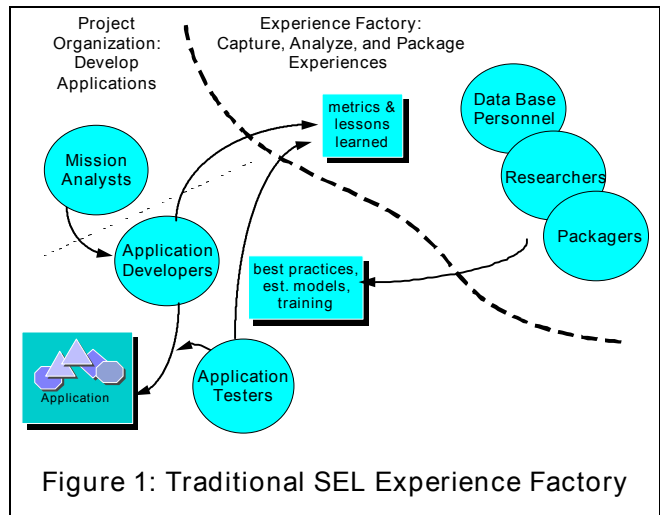 Project
Organization:
Develop
Applications
Experience Factory:
Capture, Analyze, and Package
Experiences
metrics &
lessons
learned
Data Base
Personnel
Mission
Analysts
Researchers
Packagers
Application
Developers
best practices,
est. models,
training
Application
Application
Testers
Figure 1: Traditional SEL Experience Factory